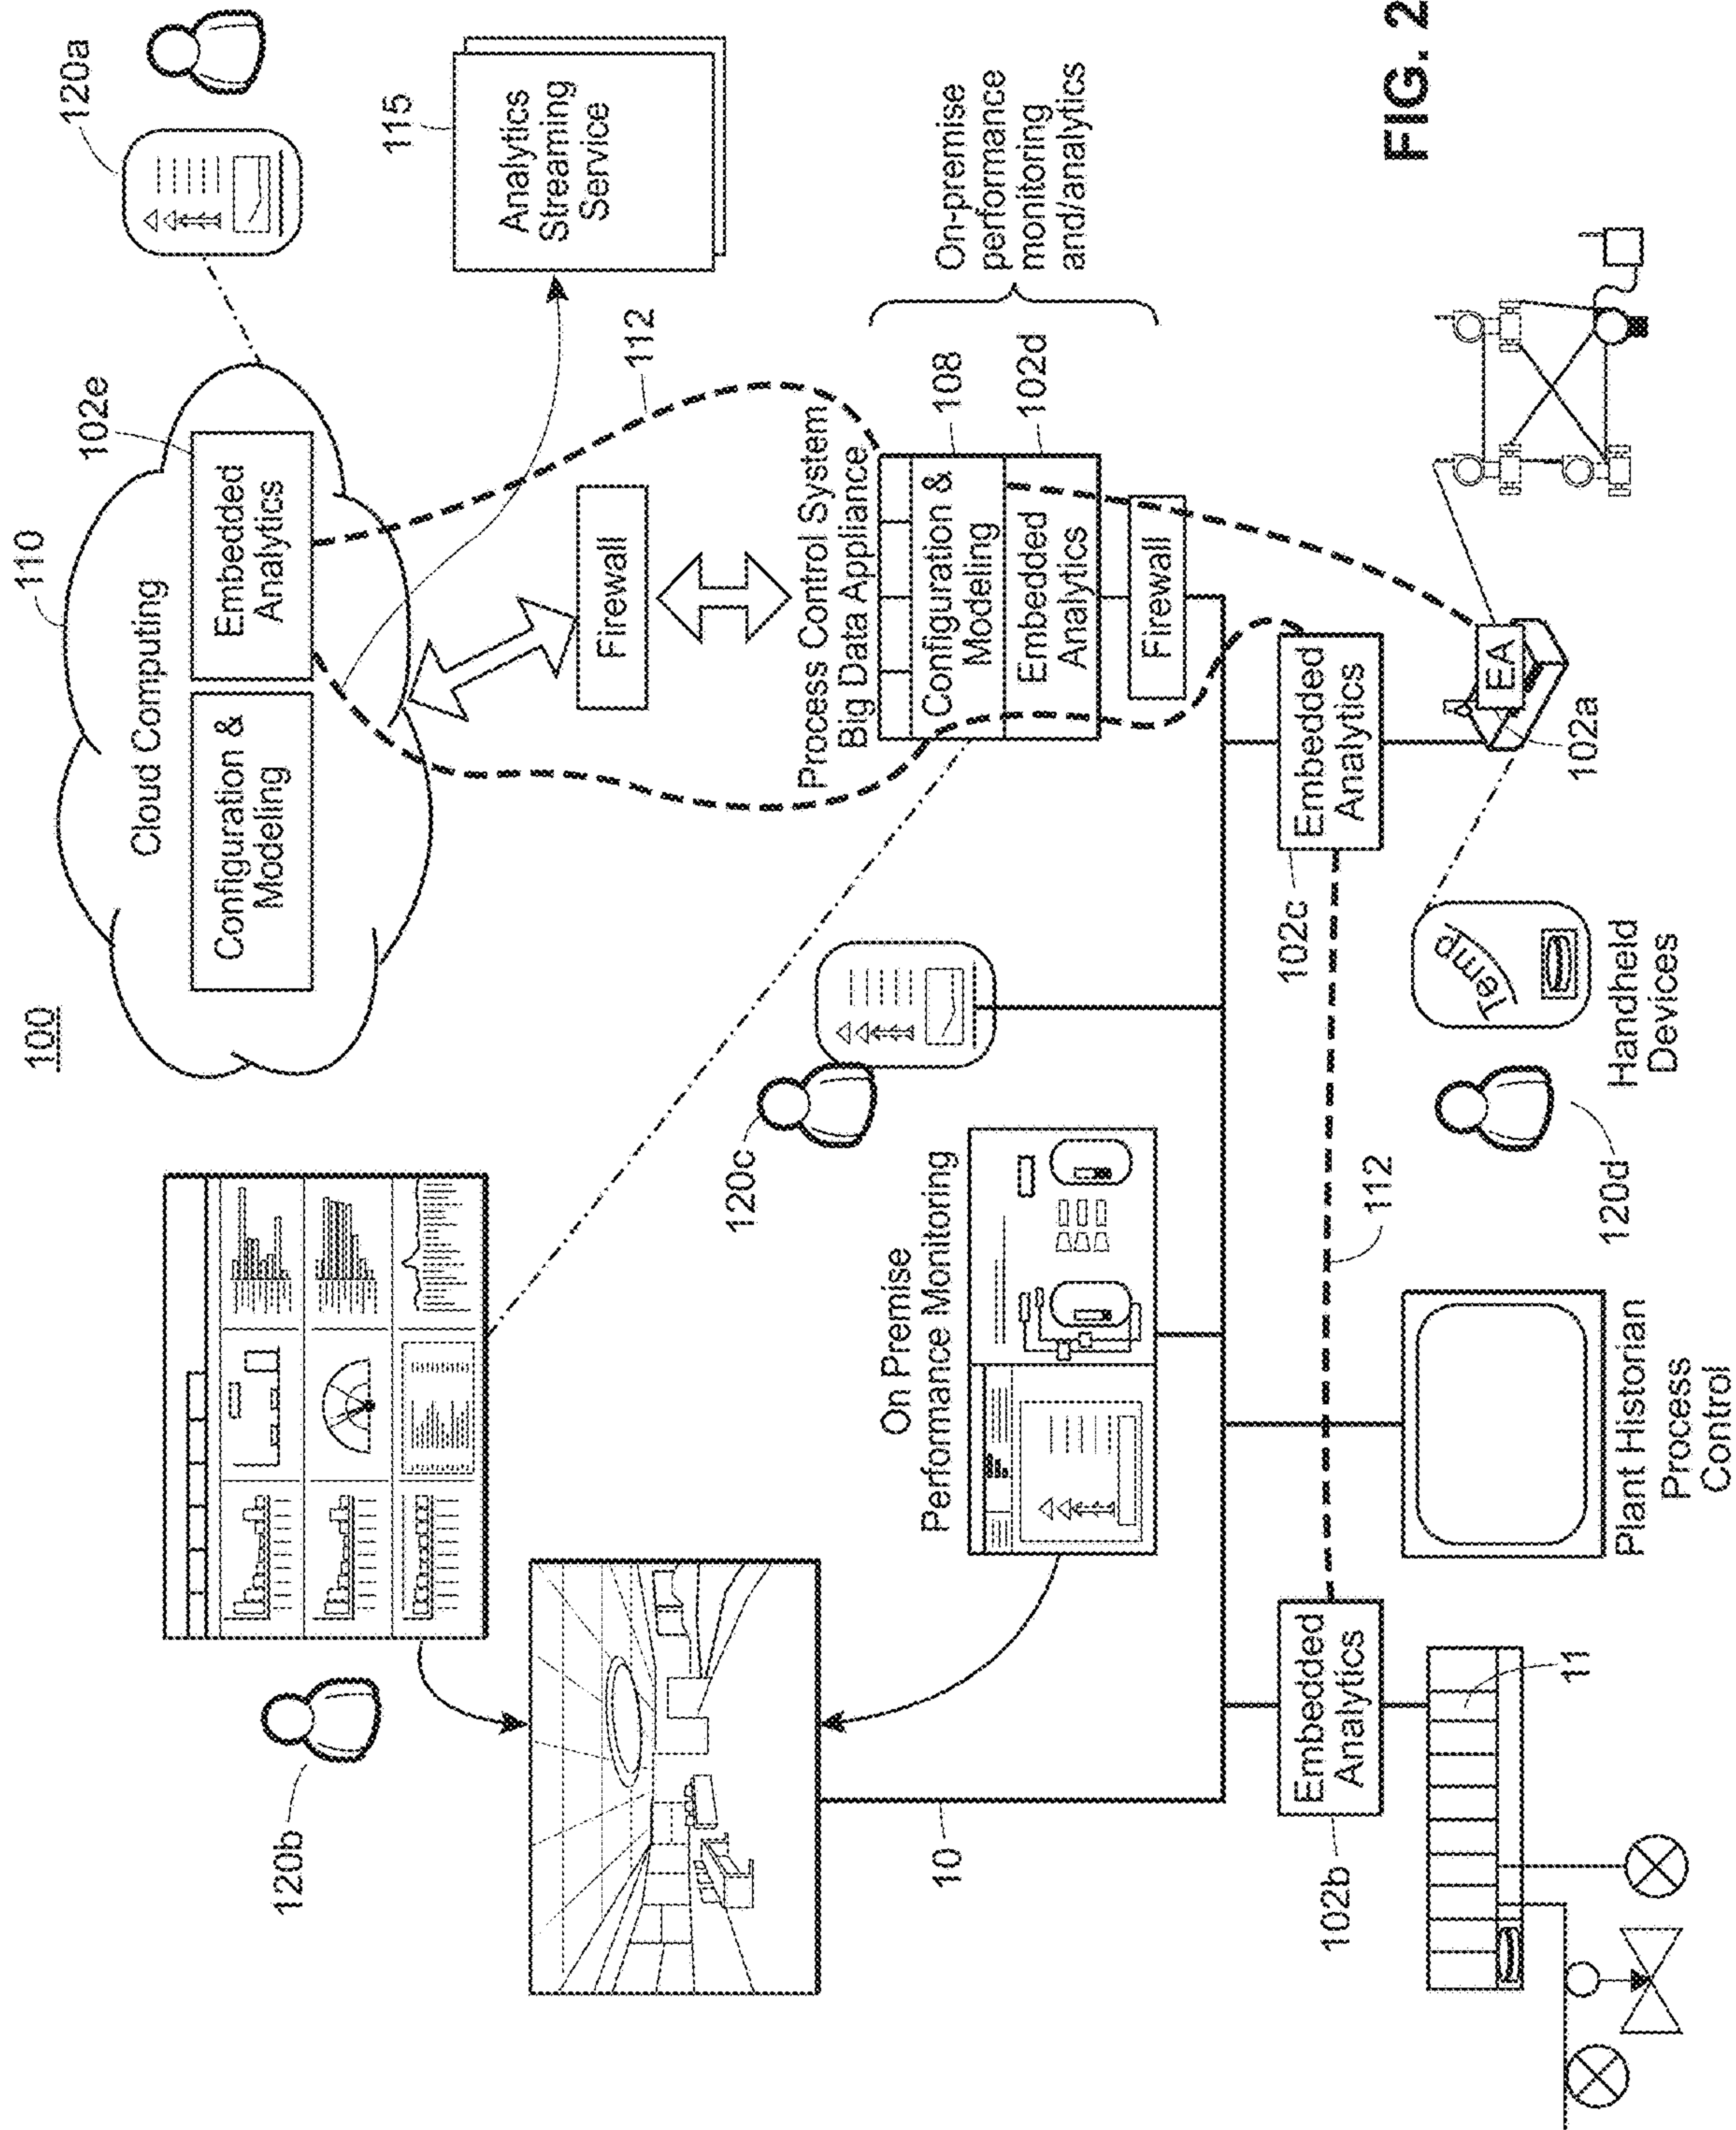 100
110
Cloud Computing
Configuration &
Modeling
Embedded
Analytics
102e
120a
115
Analytics
Streaming
Service
120b
Firewall
112
Process Control System
Big Data Appliance
Configuration &
Modeling
108
Embedded
Analytics
102d
Firewall
On-premise
performance
monitoring
and/analytics
120c
On Premise
Performance Monitoring
10
102b
Embedded
Analytics
102c
Embedded
Analytics
112
11
Plant Historian
Process
Control
120d
Temp
Handheld
Devices
EA
102a
FIG. 2